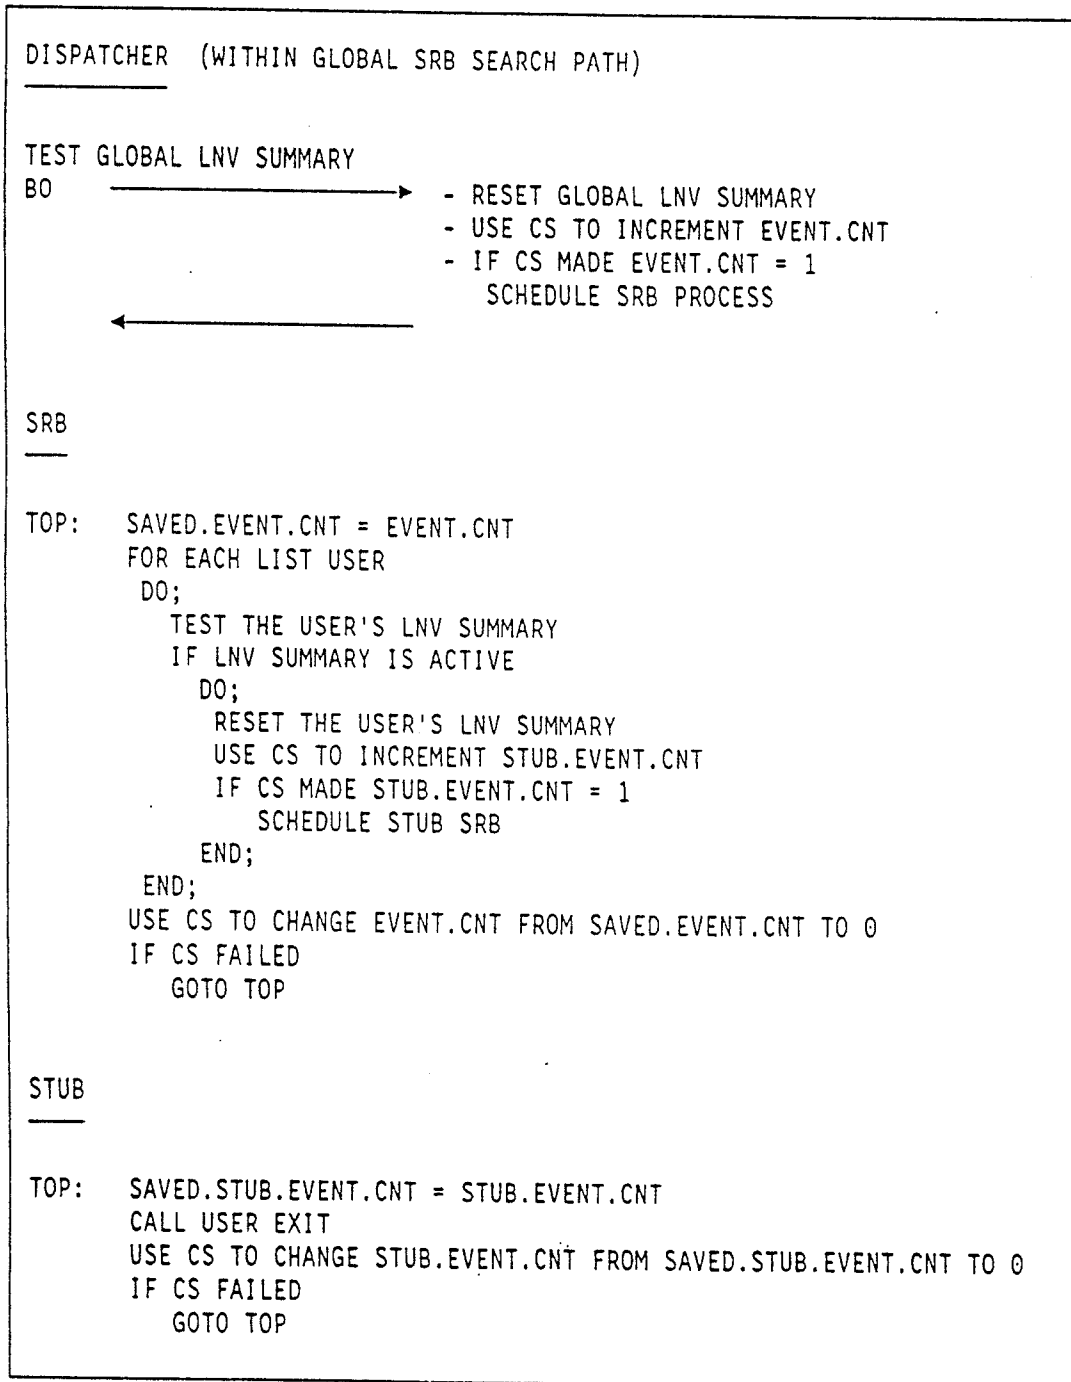 DISPATCHER (WITHIN GLOBAL SRB SEARCH PATH)
TEST GLOBAL LNV SUMMARY
BO - RESET GLOBAL LNV SUMMARY
- USE CS TO INCREMENT EVENT.CNT
- IF CS MADE EVENT.CNT = 1
SCHEDULE SRB PROCESS
SRB
TOP: SAVED.EVENT.CNT = EVENT.CNT
FOR EACH LIST USER
DO;
TEST THE USER'S LNV SUMMARY
IF LNV SUMMARY IS ACTIVE
DO;
RESET THE USER'S LNV SUMMARY
USE CS TO INCREMENT STUB.EVENT.CNT
IF CS MADE STUB.EVENT.CNT = 1
SCHEDULE STUB SRB
END;
END;
USE CS TO CHANGE EVENT.CNT FROM SAVED.EVENT.CNT TO 0
IF CS FAILED
GOTO TOP
STUB
TOP: SAVED.STUB.EVENT.CNT = STUB.EVENT.CNT
CALL USER EXIT
USE CS TO CHANGE STUB.EVENT.CNT FROM SAVED.STUB.EVENT.CNT TO 0
IF CS FAILED
GOTO TOP